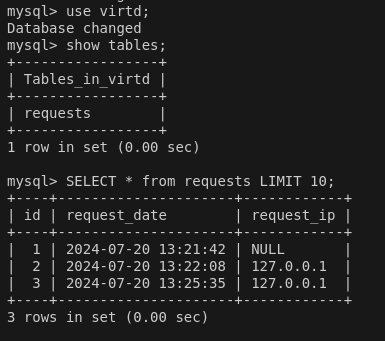 mysql> use virtd;
Database changed
mysql> show tables;
+-----------------+
| Tables_in_virtd |
+-----------------+
| requests        |
+-----------------+
1 row in set (0.00 sec)

mysql> SELECT * from requests LIMIT 10;
+----+---------------------+------------+
| id | request_date        | request_ip |
+----+---------------------+------------+
|  1 | 2024-07-20 13:21:42 | NULL       |
|  2 | 2024-07-20 13:22:08 | 127.0.0.1  |
|  3 | 2024-07-20 13:25:35 | 127.0.0.1  |
+----+---------------------+------------+
3 rows in set (0.00 sec)